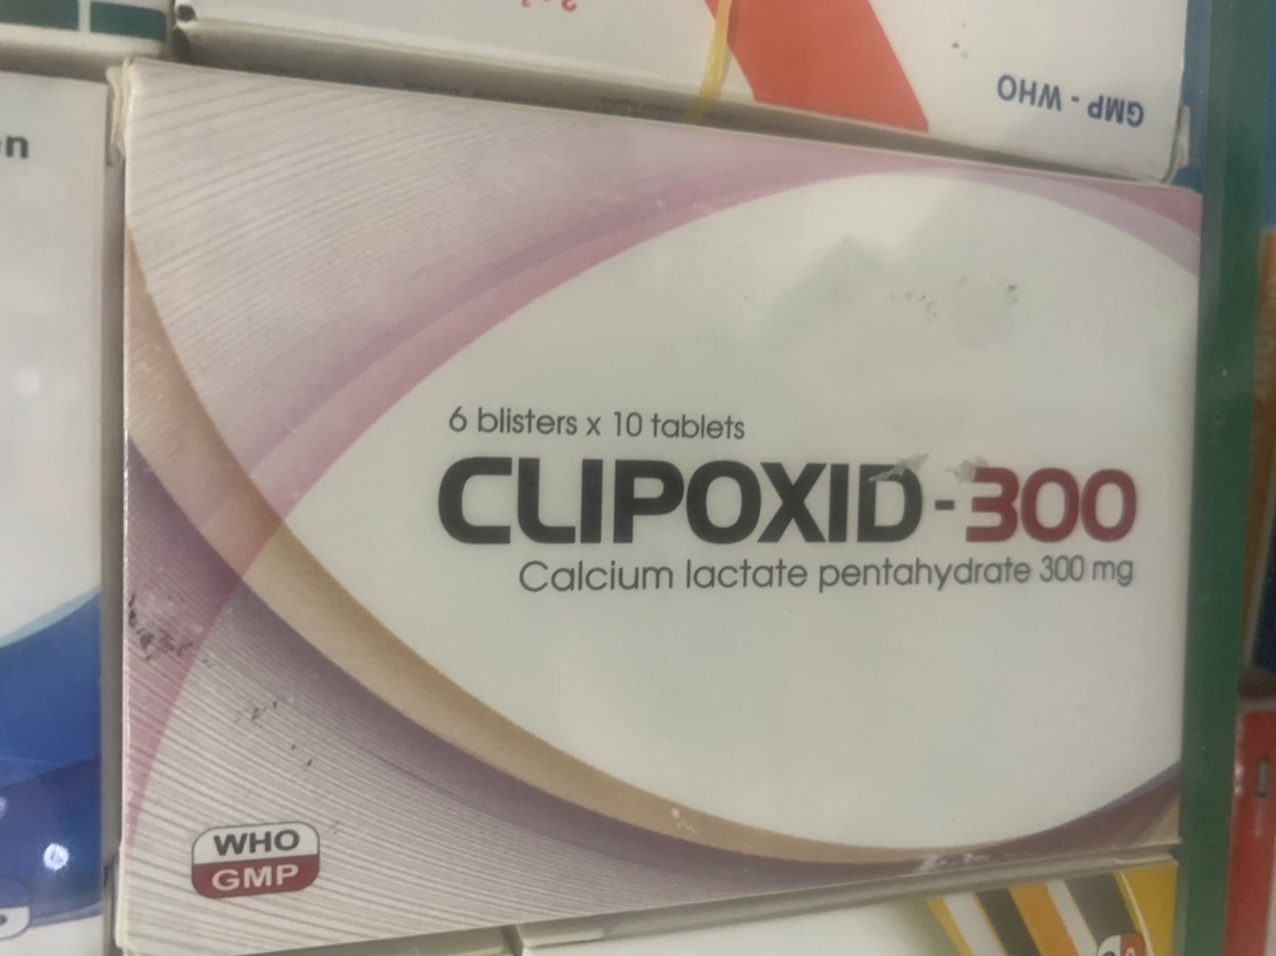 GMP - WHO
6 blisters x 10 tablets
CLIPOXID-300
Calcium lactate pentahydrate 300 mg
WHO
GMP